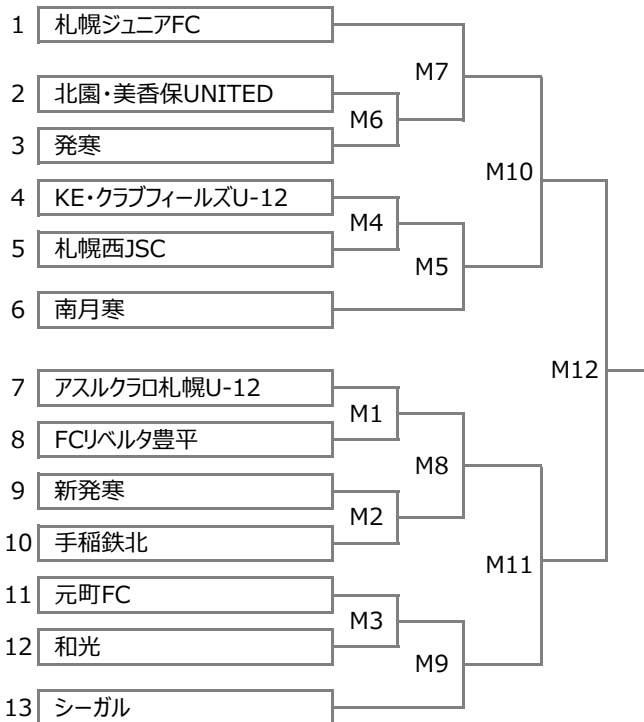 1 札幌ジュニアFC
M7
2 北園・美香保UNITED
M6
3 発寒
M10
4 KE・クラブフィールズU-12
M4
5 札幌西JSC
M5
6 南月寒
M12
7 アスルクラロ札幌U-12
M1
8 FCリベルタ豊平
M8
9 新発寒
M2
10 手稲鉄北
M11
11 元町FC
M3
12 和光
M9
13 シーガル